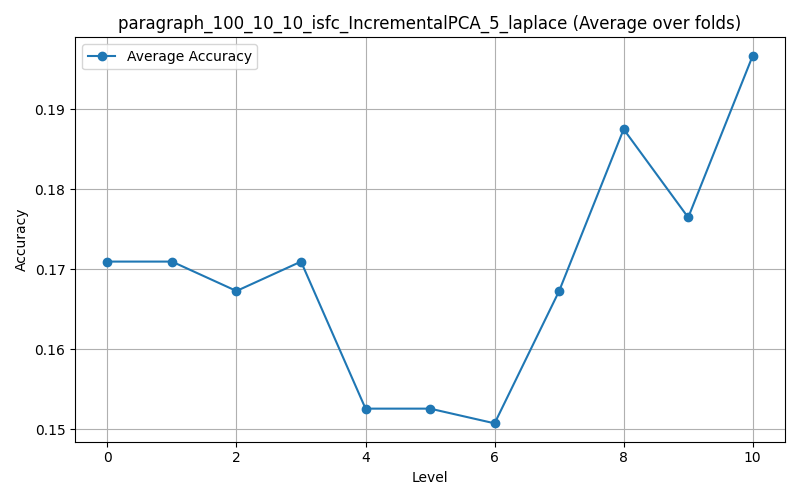 paragraph_100_10_10_isfc_IncrementalPCA_5_laplace (Average over folds)
Average Accuracy
Accuracy
0.19
0.18
0.17
0.16
0.15
0 2 4 6 8 10
Level